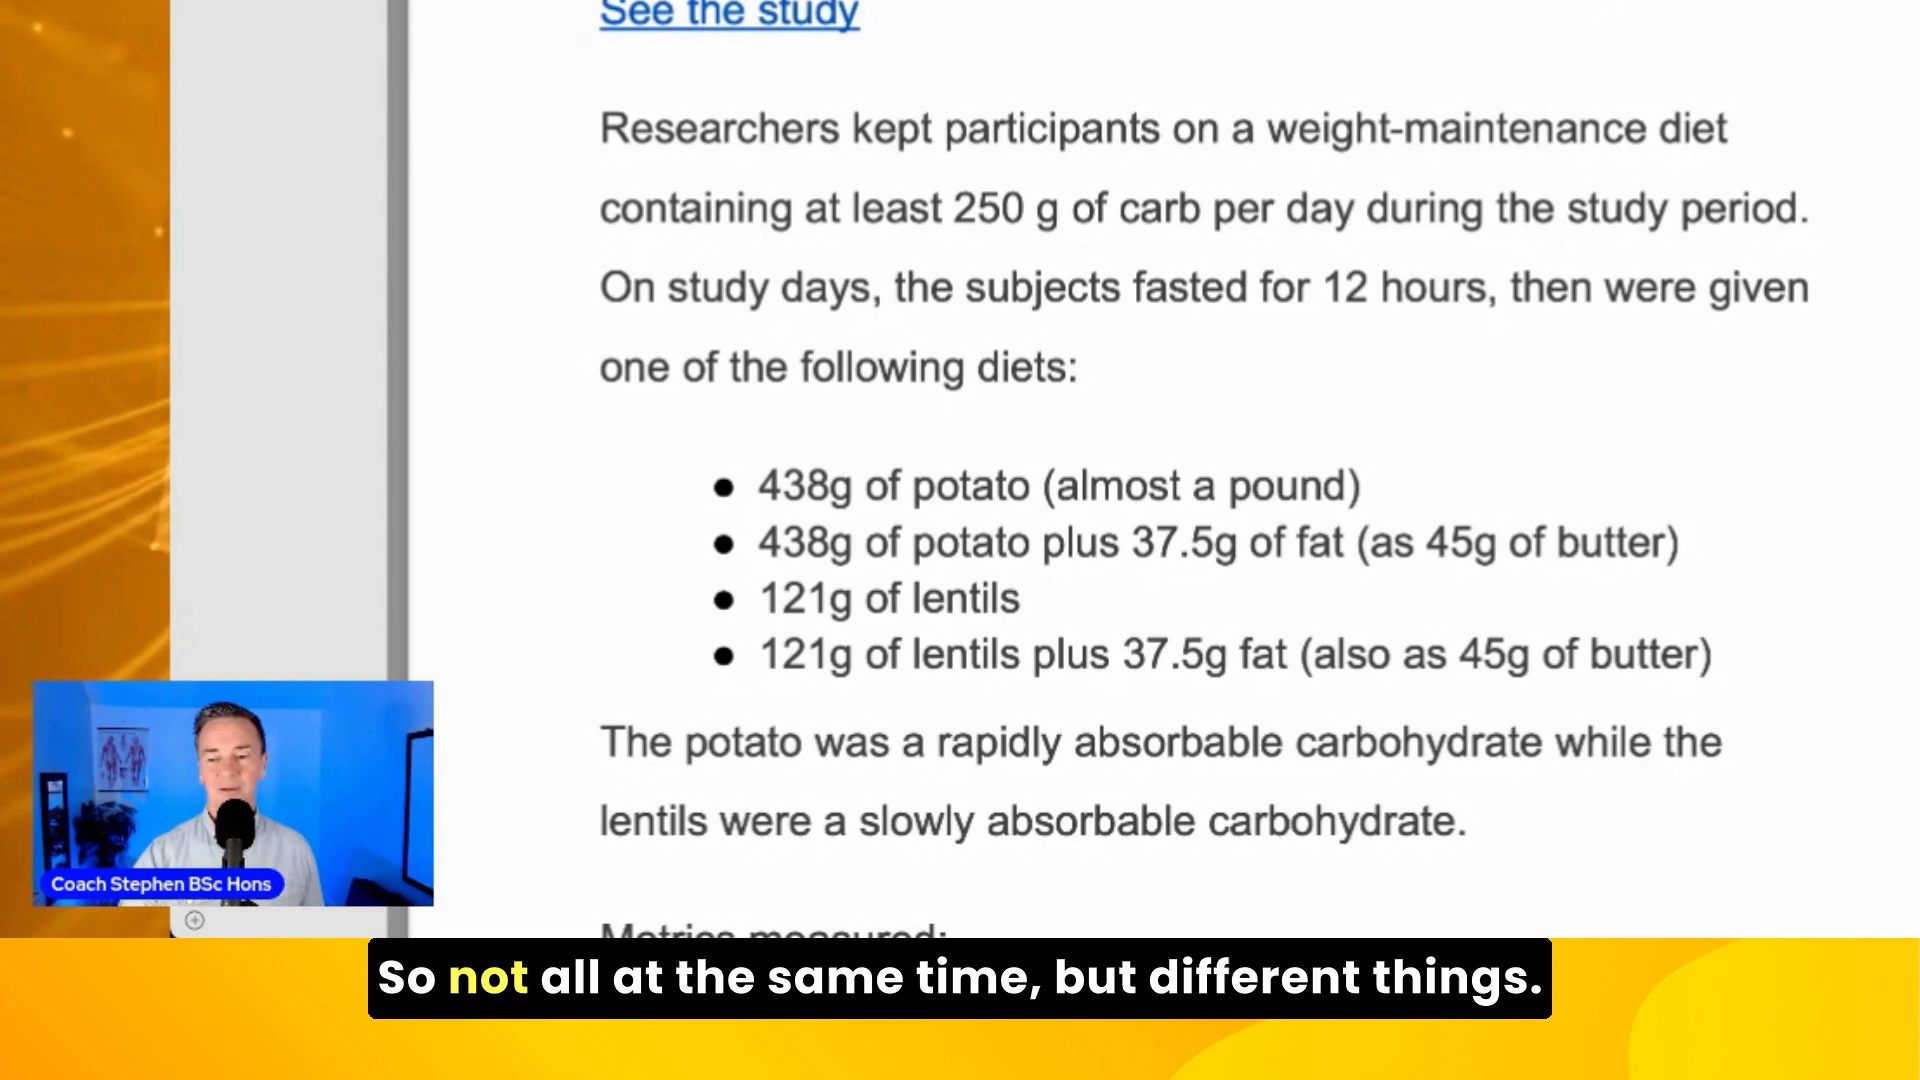 See the study
Researchers kept participants on a weight-maintenance diet
containing at least 250 g of carb per day during the study period.
On study days, the subjects fasted for 12 hours, then were given
one of the following diets:
● 438g of potato (almost a pound)
● 438g of potato plus 37.5g of fat (as 45g of butter)
● 121g of lentils
● 121g of lentils plus 37.5g fat (also as 45g of butter)
The potato was a rapidly absorbable carbohydrate while the
lentils were a slowly absorbable carbohydrate.
Metrics measured:
Coach Stephen BSc Hons
So not all at the same time, but different things.